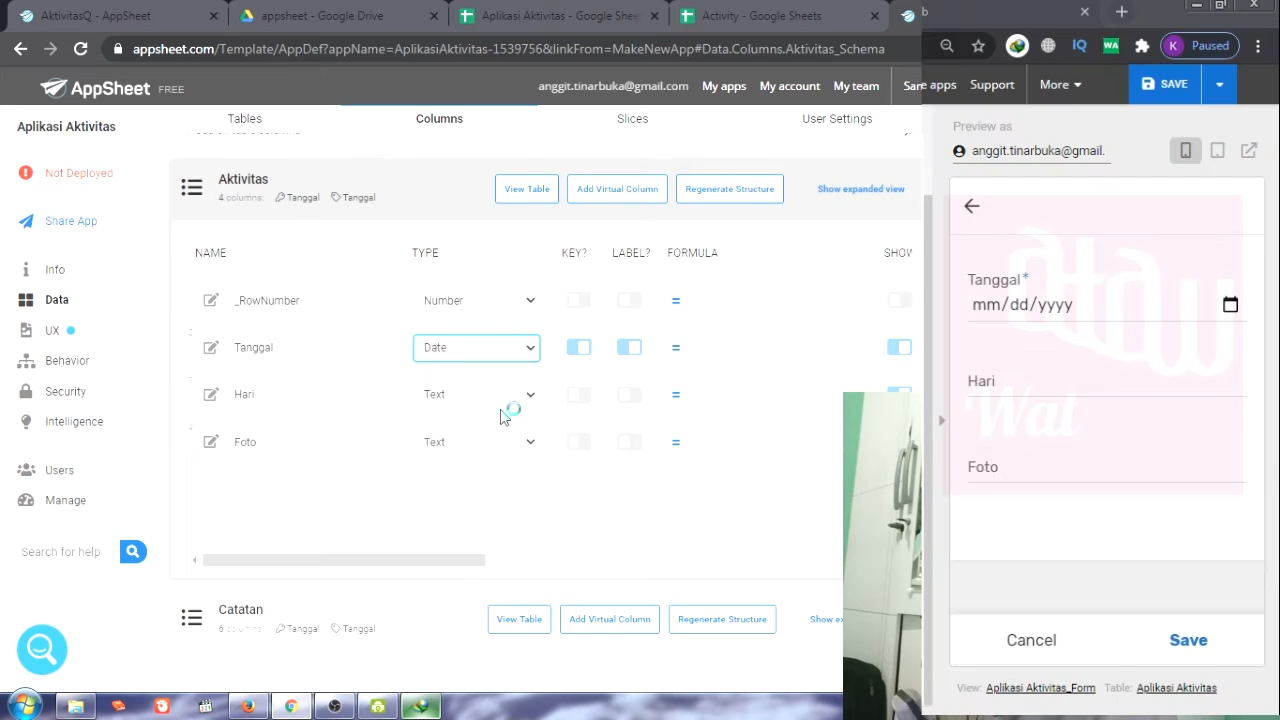 AktivitasQ - AppSheet
appsheet - Google Drive
Aplikasi Aktivitas - Google Shee
Activity - Google Sheets
appsheet.com/Template/AppDef?appName=AplikasiAktivitas-1539756&linkFrom=MakeNewApp#Data.Columns.Aktivitas_Schema
IQ
WA
K Paused
AppSheet FREE
anggit.tinarbuka@gmail.com
My apps
My account
My team
apps
Support
More
SAVE
Aplikasi Aktivitas
Tables
Columns
Slices
User Settings
Preview as
anggit.tinarbuka@gmail.
Not Deployed
Share App
Info
Data
UX
Behavior
Security
Intelligence
Users
Manage
Search for help
Aktivitas
4 columns: Tanggal Tanggal
View Table
Add Virtual Column
Regenerate Structure
Show expanded view
NAME TYPE KEY? LABEL? FORMULA
_RowNumber Number =
Tanggal Date =
Hari Text =
Foto Text =
Catatan
6 columns: Tanggal Tanggal
View Table
Add Virtual Column
Regenerate Structure
Tanggal*
mm/dd/yyyy
Hari
Wat
Foto
Cancel
Save
View: Aplikasi Aktivitas_Form Table: Aplikasi Aktivitas